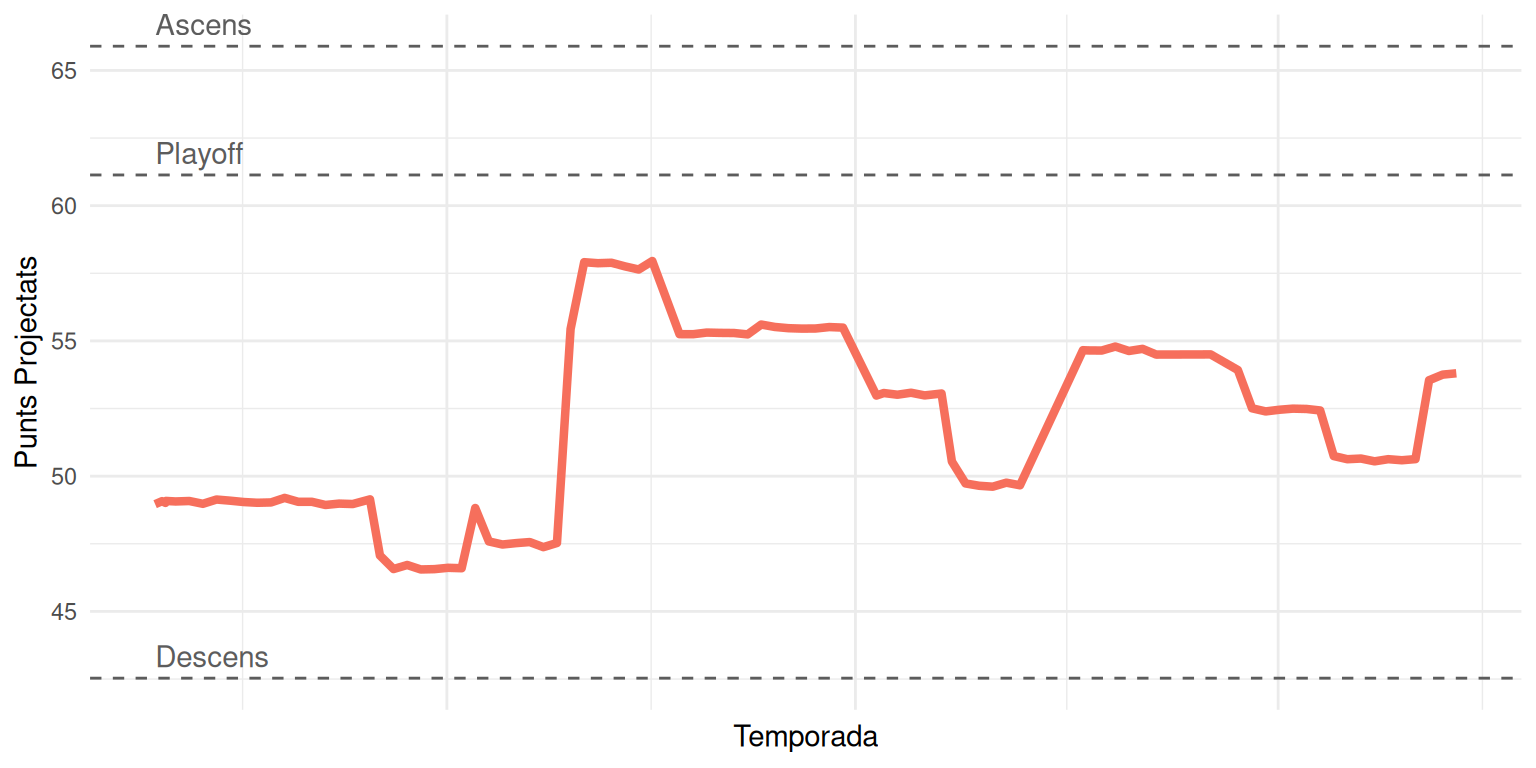 Ascens
65
Playoff
60
55
50
45
Descens
Punts Projectats
Temporada